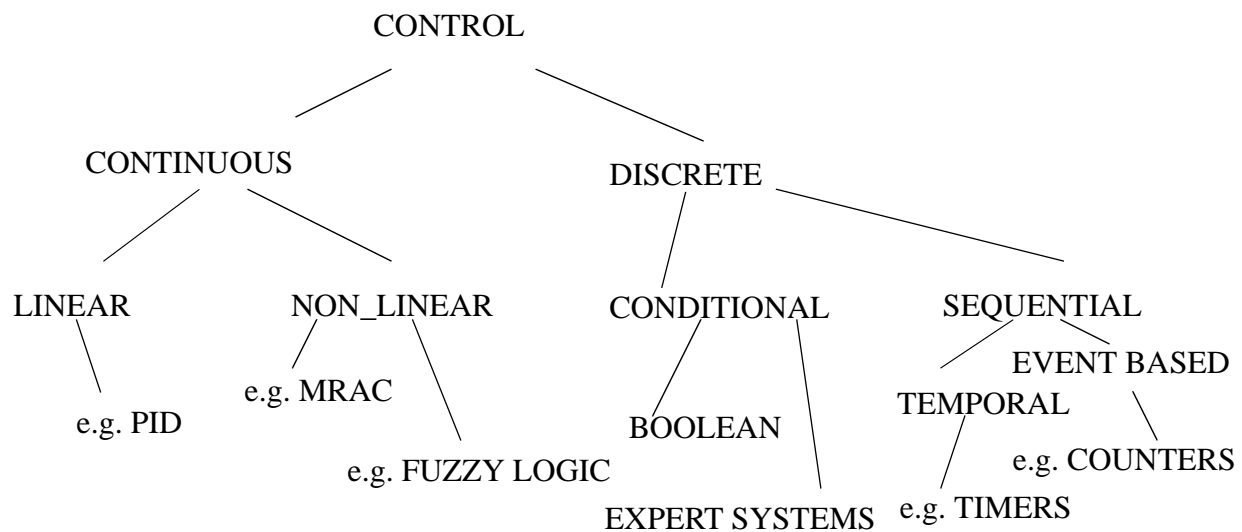 CONTROL
CONTINUOUS
DISCRETE
LINEAR
NON_LINEAR
CONDITIONAL
SEQUENTIAL
EVENT BASED
e.g. MRAC
TEMPORAL
e.g. PID
BOOLEAN
e.g. FUZZY LOGIC
e.g. COUNTERS
EXPERT SYSTEMS
e.g. TIMERS